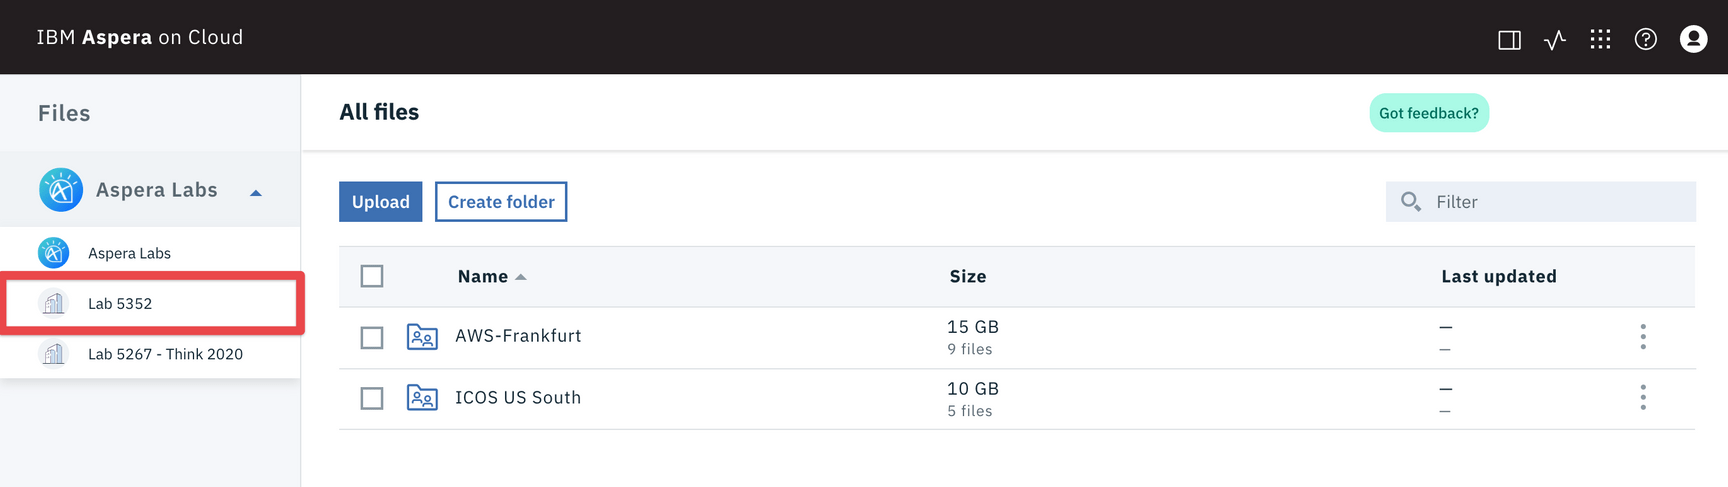 IBM Aspera on Cloud
Files
Aspera Labs
Aspera Labs
Lab 5352
Lab 5267 - Think 2020
All files
Got feedback?
Upload
Create folder
Filter
Name
Size
Last updated
AWS-Frankfurt
15 GB
9 files
—
—
ICOS US South
10 GB
5 files
—
—